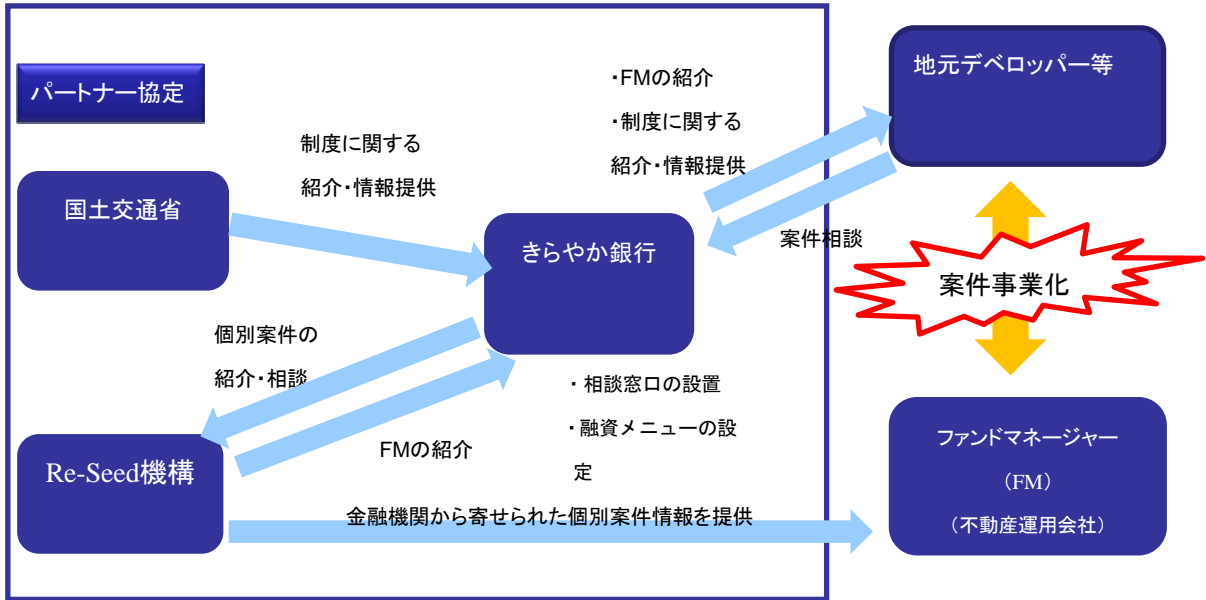 パートナー協定
国土交通省
制度に関する
紹介・情報提供
・FMの紹介
・制度に関する
紹介・情報提供
地元デベロッパー等
きらやか銀行
案件相談
案件事業化
個別案件の
紹介・相談
・相談窓口の設置
・融資メニューの設
定
Re-Seed機構
FMの紹介
金融機関から寄せられた個別案件情報を提供
ファンドマネージャー
（FM）
（不動産運用会社）